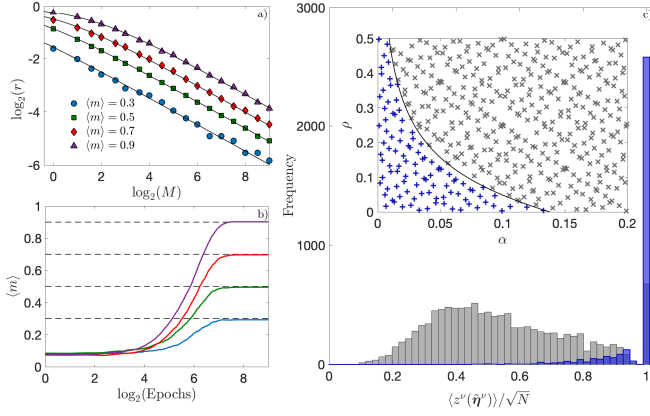 a)
0
-2
-4
-6
log₂(r)
⟨m⟩ = 0.3
⟨m⟩ = 0.5
⟨m⟩ = 0.7
⟨m⟩ = 0.9
0 2 4 6 8
log₂(M)
b)
1
0.8
0.6
0.4
0.2
0
⟨m⟩
0 2 4 6 8
log₂(Epochs)
c)
3000
2000
1000
0
Frequency
0.5
0.4
0.3
0.2
0.1
0
ρ
0 0.05 0.1 0.15 0.2
α
0 0.2 0.4 0.6 0.8 1
⟨z^ν(η̃^ν)⟩/√N